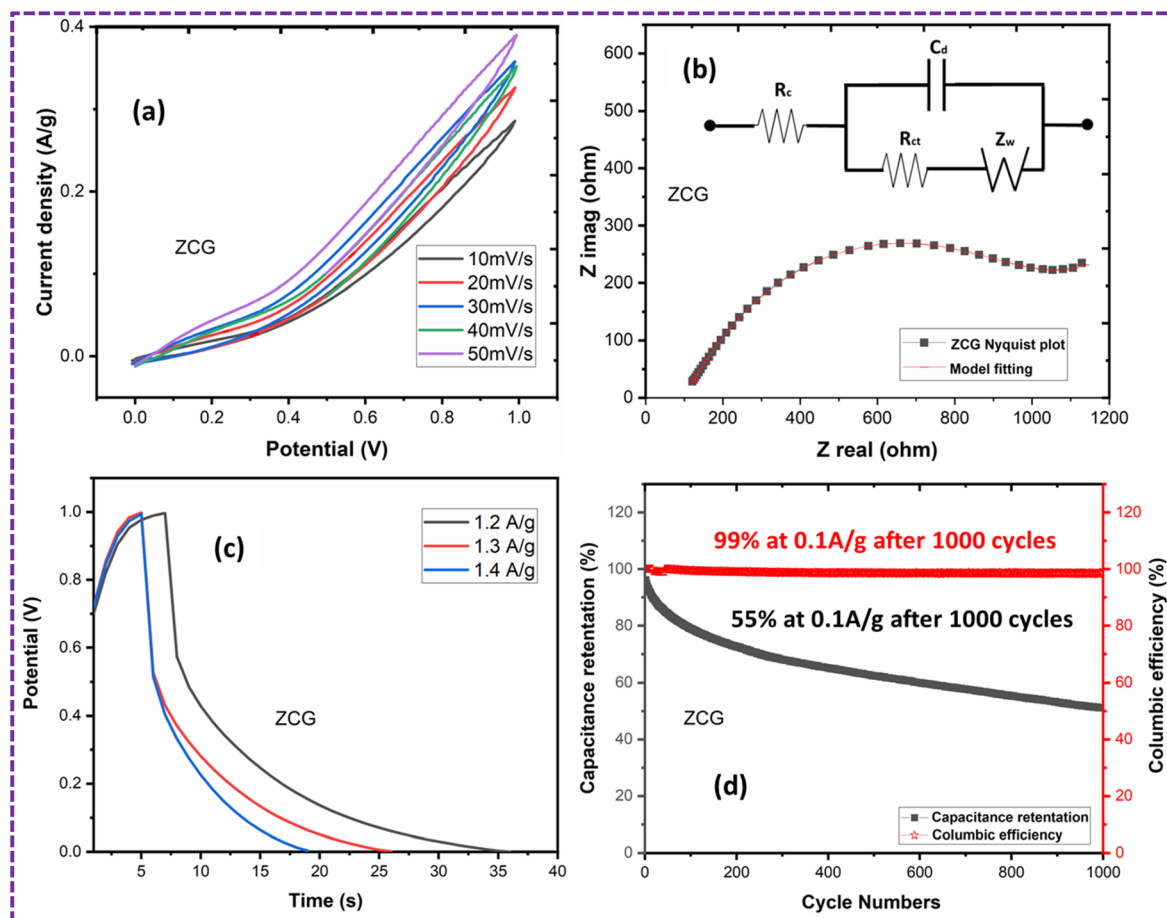 (a)
Current density (A/g)
0.4
0.2
0.0
ZCG
10mV/s
20mV/s
30mV/s
40mV/s
50mV/s
0.0 0.2 0.4 0.6 0.8 1.0
Potential (V)
(b)
Z imag (ohm)
600
500
400
300
200
100
0
Rc
Cd
Rct
Zw
ZCG
ZCG Nyquist plot
Model fitting
0 200 400 600 800 1000 1200
Z real (ohm)
(c)
Potential (V)
1.0
0.8
0.6
0.4
0.2
0.0
1.2 A/g
1.3 A/g
1.4 A/g
ZCG
5 10 15 20 25 30 35 40
Time (s)
Capacitance retention (%)
120
100
80
60
40
20
0
99% at 0.1A/g after 1000 cycles
55% at 0.1A/g after 1000 cycles
ZCG
(d)
Capacitance retention
Columbic efficiency
120
100
80
60
40
20
0
Columbic efficiency (%)
0 200 400 600 800 1000
Cycle Numbers